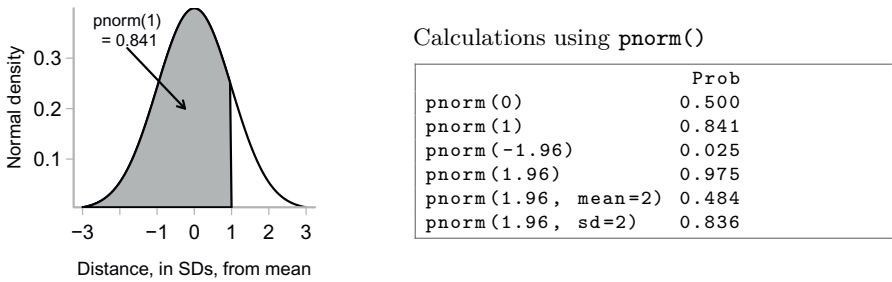 pnorm(1)
= 0.841
Normal density
0.3
0.2
0.1
−3 −1 0 1 2 3
Distance, in SDs, from mean
Calculations using pnorm()
Prob
pnorm(0) 0.500
pnorm(1) 0.841
pnorm(-1.96) 0.025
pnorm(1.96) 0.975
pnorm(1.96, mean=2) 0.484
pnorm(1.96, sd=2) 0.836